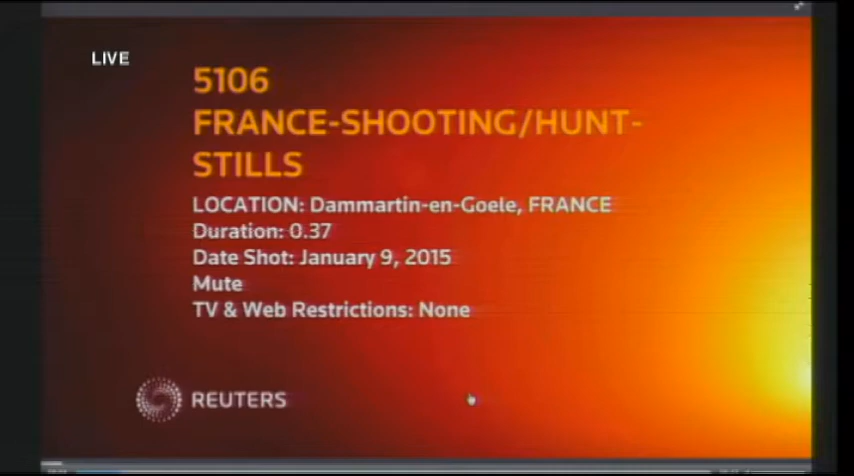 LIVE
5106
FRANCE-SHOOTING/HUNT-
STILLS
LOCATION: Dammartin-en-Goele, FRANCE
Duration: 0.37
Date Shot: January 9, 2015
Mute
TV & Web Restrictions: None
REUTERS